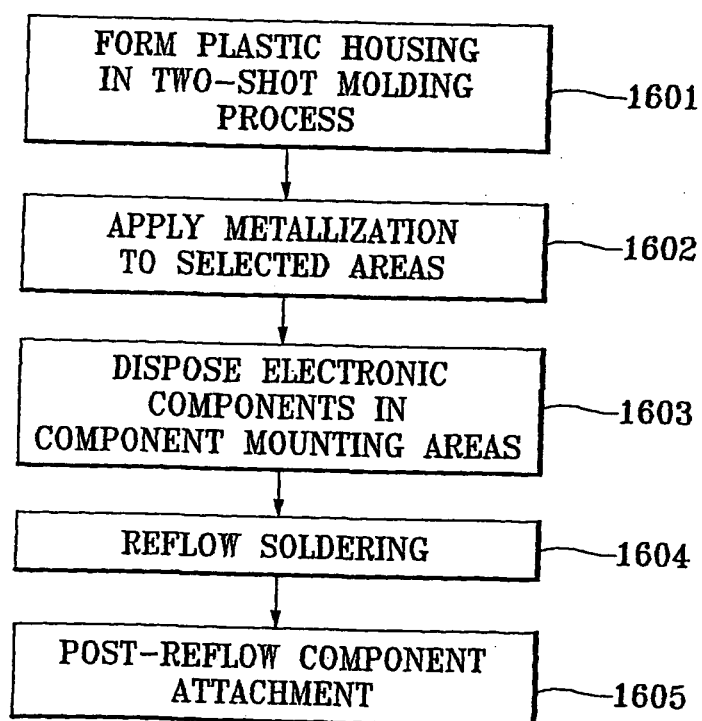 FORM PLASTIC HOUSING
IN TWO-SHOT MOLDING
PROCESS
1601
APPLY METALLIZATION
TO SELECTED AREAS
1602
DISPOSE ELECTRONIC
COMPONENTS IN
COMPONENT MOUNTING AREAS
1603
REFLOW SOLDERING
1604
POST-REFLOW COMPONENT
ATTACHMENT
1605